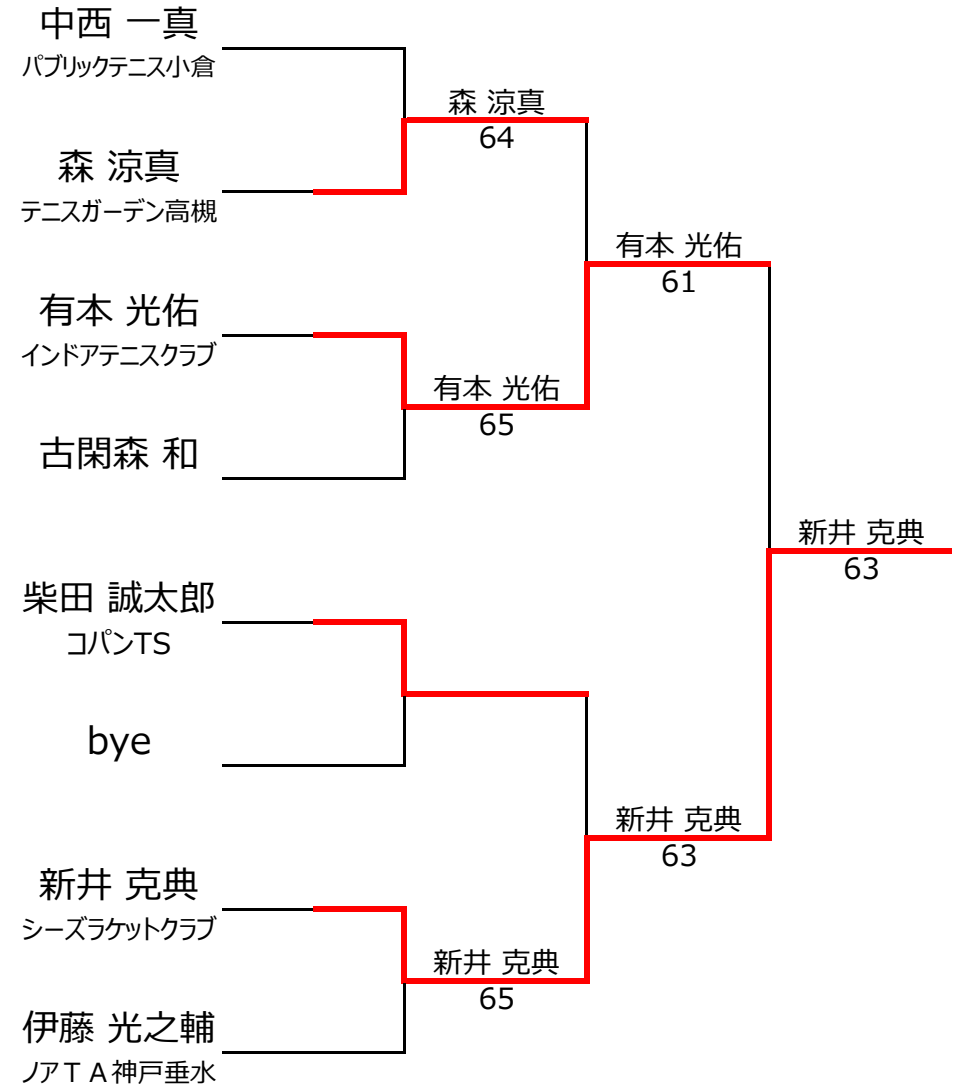 中西 一真
パブリックテニス小倉
森 涼真
テニスガーデン高槻
有本 光佑
インドアテニスクラブ
古閑森 和
柴田 誠太郎
コパンTS
bye
新井 克典
シーズラケットクラブ
伊藤 光之輔
ノアＴＡ神戸垂水
森 涼真
64
有本 光佑
65
新井 克典
65
有本 光佑
61
新井 克典
63
新井 克典
63